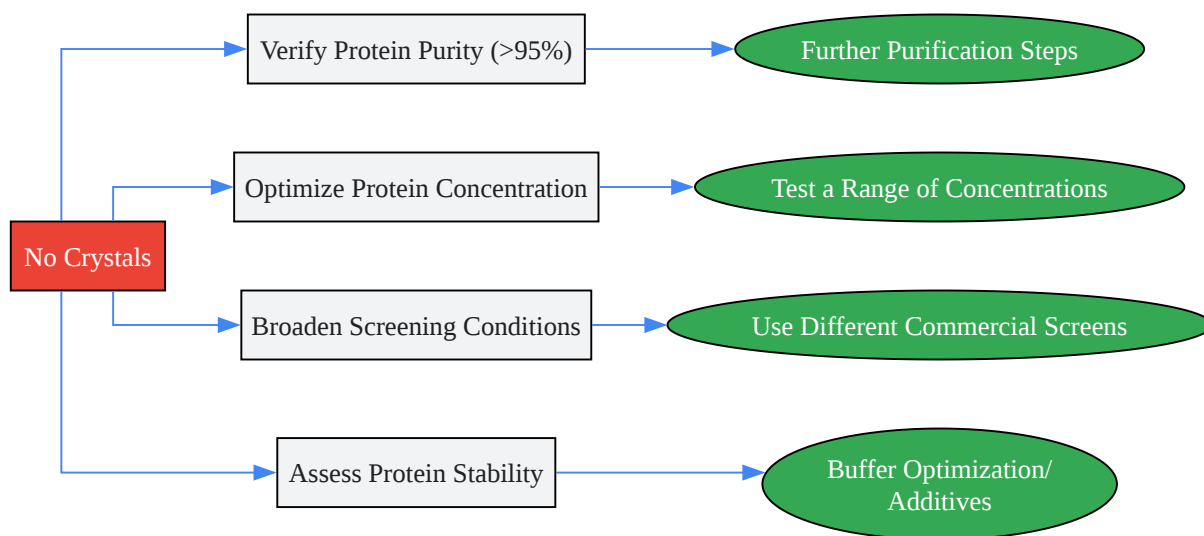 Verify Protein Purity (>95%)
Further Purification Steps
Optimize Protein Concentration
Test a Range of Concentrations
No Crystals
Broaden Screening Conditions
Use Different Commercial Screens
Assess Protein Stability
Buffer Optimization/
Additives